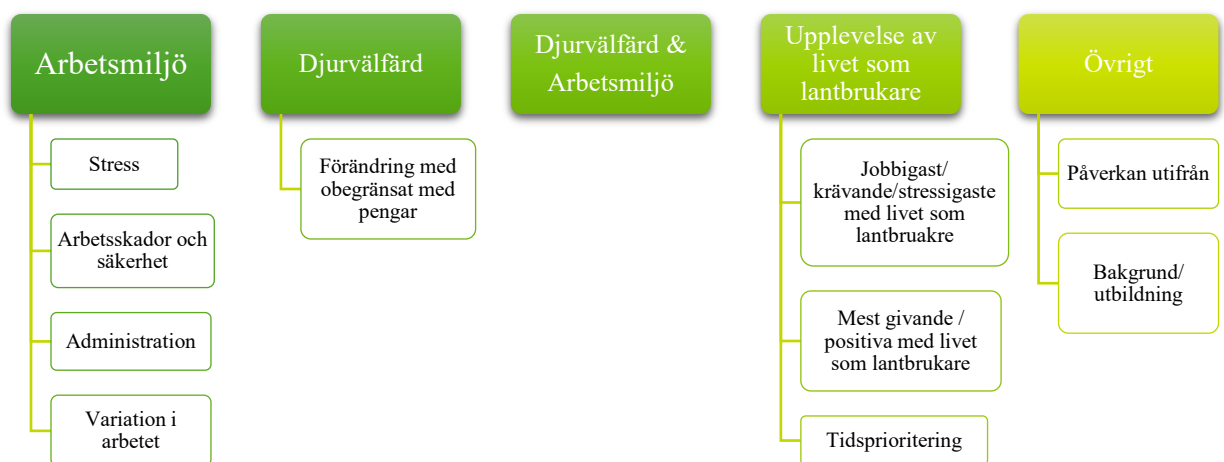 Arbetsmiljö
Stress
Arbetsskador och
säkerhet
Administration
Variation i
arbetet
Djurvälfärd
Förändring med
obegränsat med
pengar
Djurvälfärd &
Arbetsmiljö
Upplevelse av
livet som
lantbrukare
Jobbigast/
krävande/stressigaste
med livet som
lantbruakre
Mest givande /
positiva med livet
som lantbrukare
Tidsprioritering
Övrigt
Påverkan utifrån
Bakgrund/
utbildning